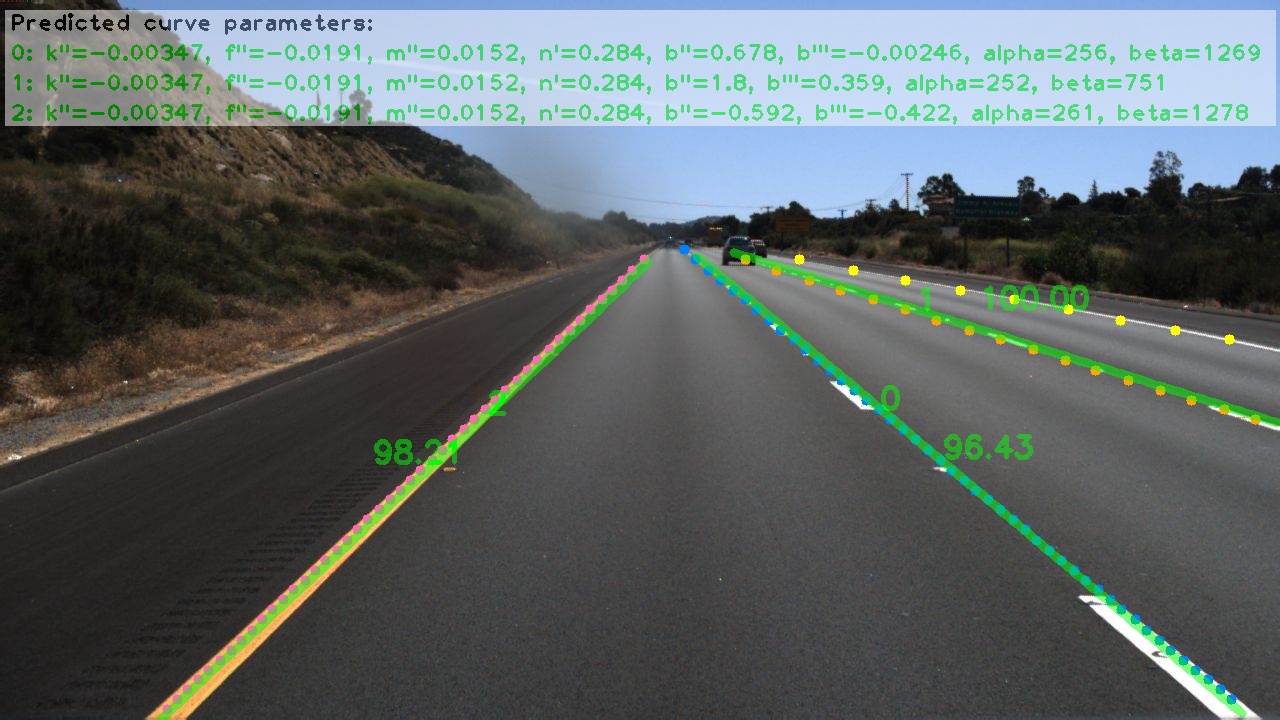 Predicted curve parameters:
0: k''=-0.00347, f''=-0.0191, m''=0.0152, n'=0.284, b''=0.678, b'''=-0.00246, alpha=256, beta=1269
1: k''=-0.00347, f''=-0.0191, m''=0.0152, n'=0.284, b''=1.8, b'''=0.359, alpha=252, beta=751
2: k''=-0.00347, f''=-0.0191, m''=0.0152, n'=0.284, b''=-0.592, b'''=-0.422, alpha=261, beta=1278
1 100.00
2 0
98.21 96.43